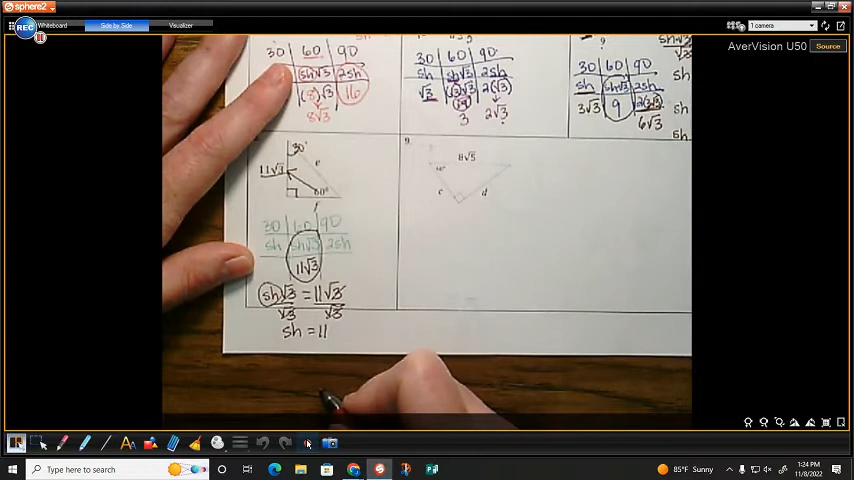 sphere2
REC
Whiteboard
Side by Side
Visualizer
1 camera
AverVision U50
Source
30 60 90
sh√3 2sh
(8)√3 16
8√3
30 60 90
sh sh√3 2sh
√3 (√3)√3 2(√3)
√9
3 2√3
30 60 90
sh sh√3 2sh
3√3 9 2(3√3)
6√3
sh
sh
sh
30°
11√3
e
60°
f
30 60 90
sh sh√3 2sh
11√3
sh√3 = 11√3
√3 √3
sh = 11
9.
8√5
c
d
Type here to search
85°F Sunny
1:24 PM
11/8/2022